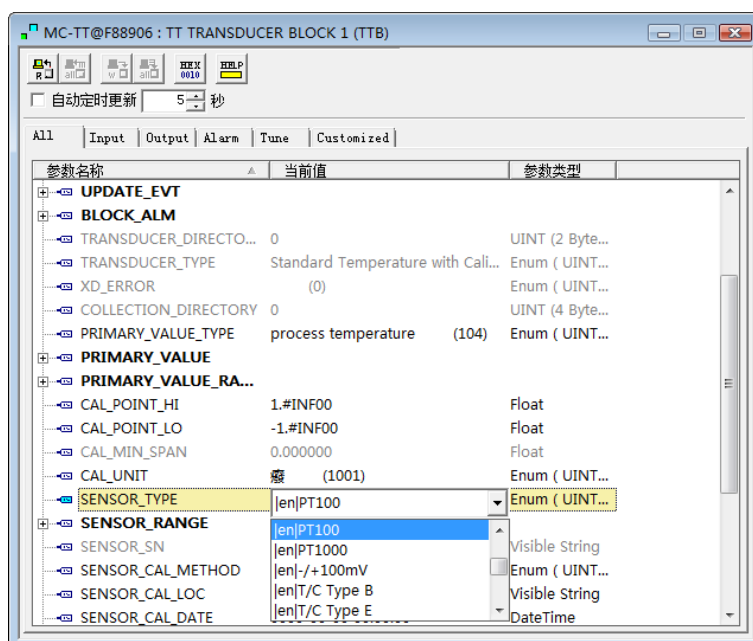 MC-TT@F88906 : TT TRANSDUCER BLOCK 1 (TTB)
R all w all HEX 0010 HELP
自动定时更新 5 秒
All Input Output Alarm Tune Customized
参数名称 当前值 参数类型
UPDATE_EVT
BLOCK_ALM
TRANSDUCER_DIRECTO... 0 UINT (2 Byte...
TRANSDUCER_TYPE Standard Temperature with Cali... Enum ( UINT...
XD_ERROR (0) Enum ( UINT...
COLLECTION_DIRECTORY 0 UINT (4 Byte...
PRIMARY_VALUE_TYPE process temperature (104) Enum ( UINT...
PRIMARY_VALUE
PRIMARY_VALUE_RA...
CAL_POINT_HI 1.#INF00 Float
CAL_POINT_LO -1.#INF00 Float
CAL_MIN_SPAN 0.000000 Float
CAL_UNIT (1001) Enum ( UINT...
SENSOR_TYPE |en|PT100 Enum ( UINT...
SENSOR_RANGE |en|PT100
SENSOR_SN |en|PT1000 Visible String
SENSOR_CAL_METHOD |en|-/+100mV Enum ( UINT...
SENSOR_CAL_LOC |en|T/C Type B Visible String
SENSOR_CAL_DATE |en|T/C Type E DateTime